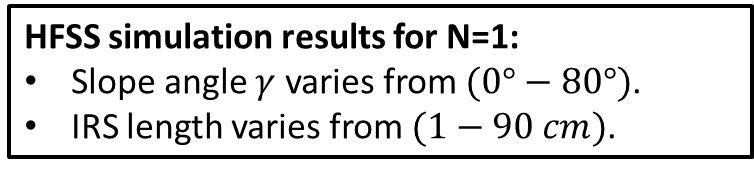 HFSS simulation results for N=1:
• Slope angle γ varies from (0° – 80°).
• IRS length varies from (1 – 90 cm).